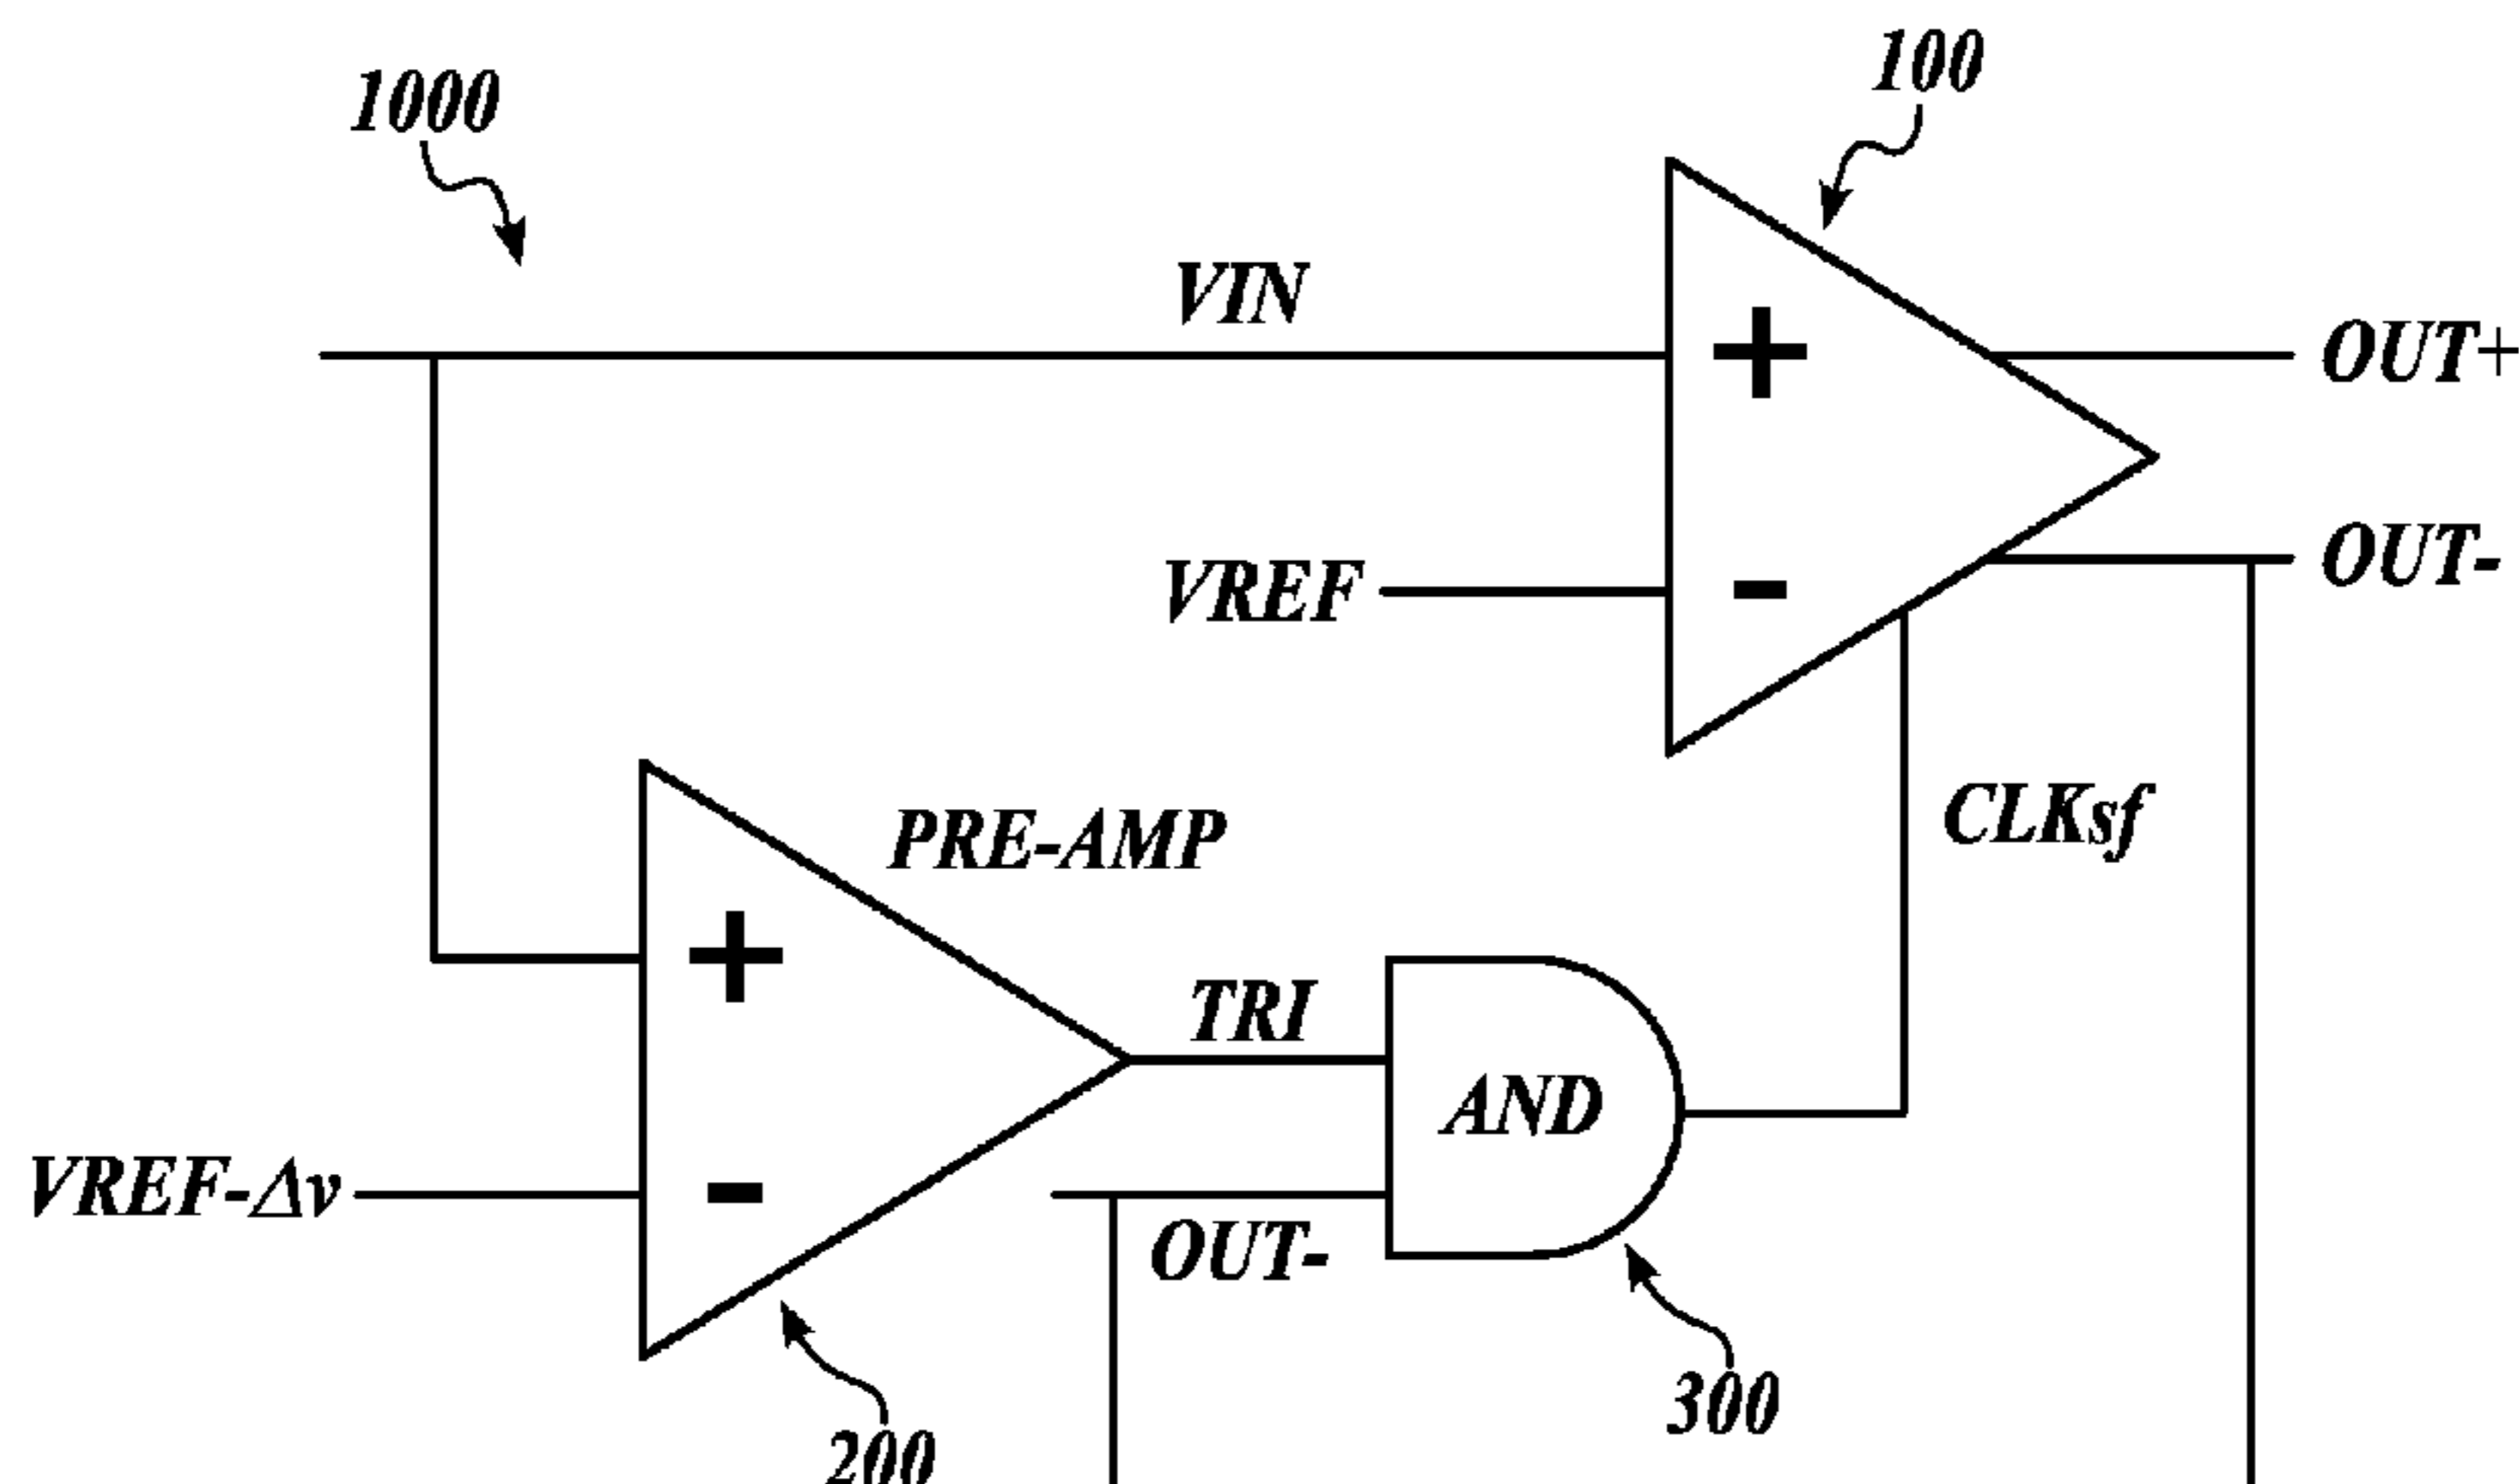 1000
100
VIN
OUT+
VREF
OUT-
PRE-AMP
CLKsf
TRI
AND
VREF-Δv
OUT-
300
200